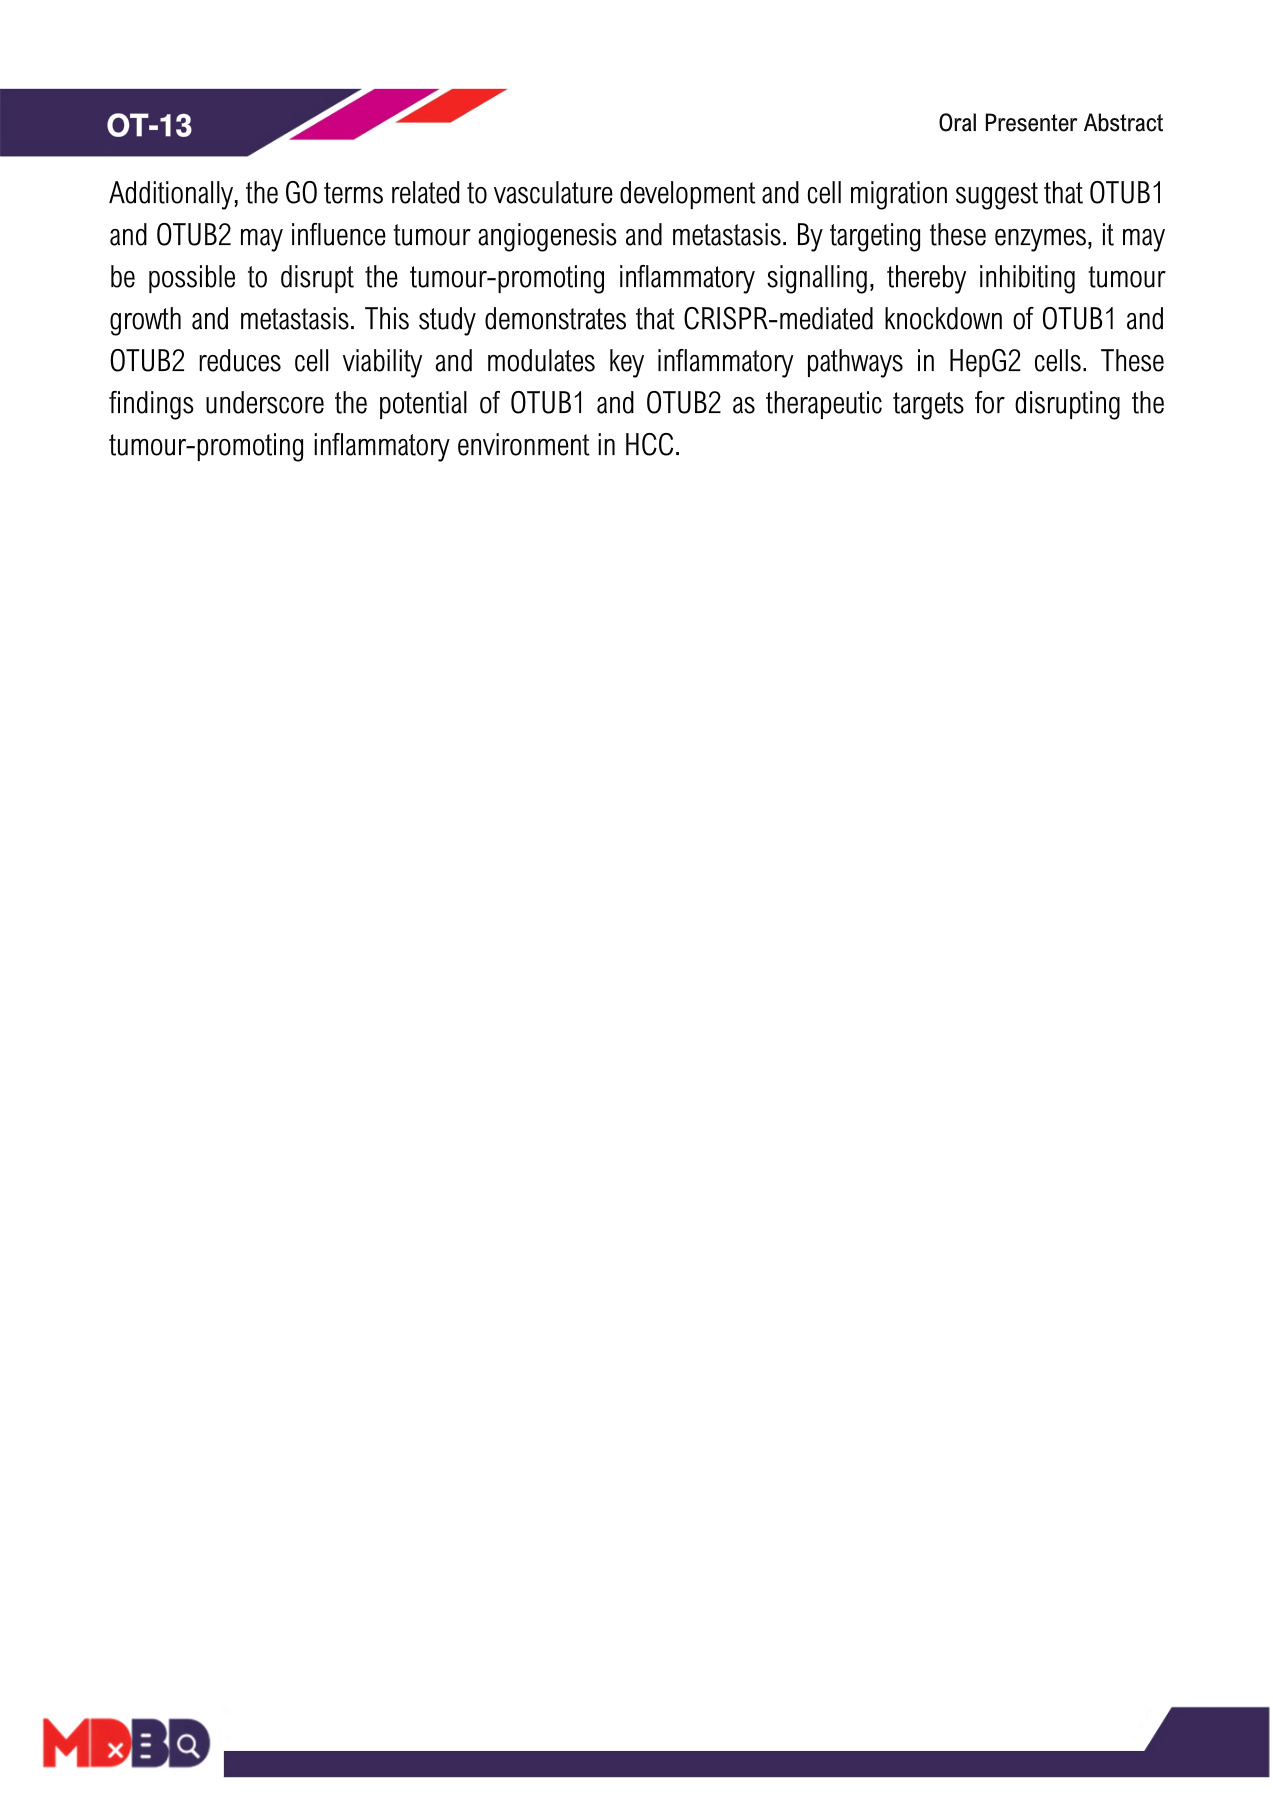 OT-13
Oral Presenter Abstract
Additionally, the GO terms related to vasculature development and cell migration suggest that OTUB1
and OTUB2 may influence tumour angiogenesis and metastasis. By targeting these enzymes, it may
be possible to disrupt the tumour-promoting inflammatory signalling, thereby inhibiting tumour
growth and metastasis. This study demonstrates that CRISPR-mediated knockdown of OTUB1 and
OTUB2 reduces cell viability and modulates key inflammatory pathways in HepG2 cells. These
findings underscore the potential of OTUB1 and OTUB2 as therapeutic targets for disrupting the
tumour-promoting inflammatory environment in HCC.
MDxBD